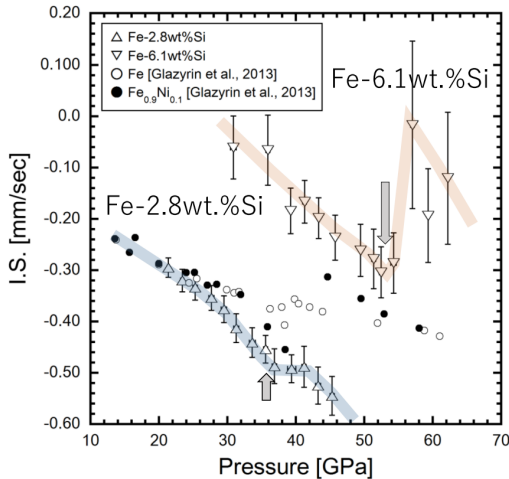 0.200
0.100
0.0
-0.10
-0.20
-0.30
-0.40
-0.50
-0.60
I.S. [mm/sec]
△ Fe-2.8wt%Si
▽ Fe-6.1wt%Si
○ Fe [Glazyrin et al., 2013]
● Fe0.9Ni0.1 [Glazyrin et al., 2013]
Fe-6.1wt.%Si
Fe-2.8wt.%Si
10 20 30 40 50 60 70
Pressure [GPa]